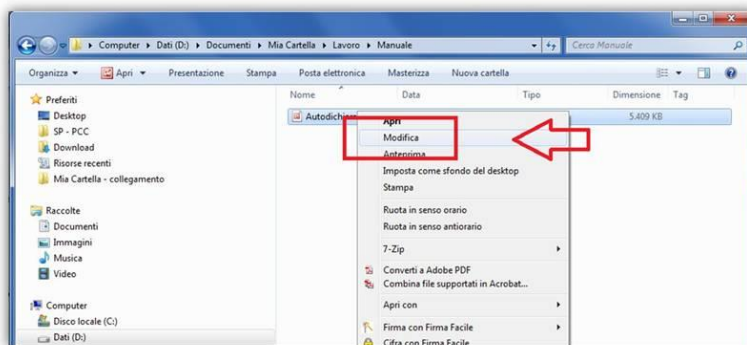 Computer ▸ Dati (D:) ▸ Documenti ▸ Mia Cartella ▸ Lavoro ▸ Manuale
Cerca Manuale
Organizza Apri Presentazione Stampa Posta elettronica Masterizza Nuova cartella
Nome Data Tipo Dimensione Tag
Preferiti
Desktop
SP - PCC
Download
Risorse recenti
Mia Cartella - collegamento
Raccolte
Documenti
Immagini
Musica
Video
Computer
Disco locale (C:)
Dati (D:)
5.409 KB
Apri
Modifica
Anteprima
Imposta come sfondo del desktop
Stampa
Ruota in senso orario
Ruota in senso antiorario
7-Zip
Converti a Adobe PDF
Combina file supportati in Acrobat...
Apri con
Firma con Firma Facile
Cifra con Firma Facile